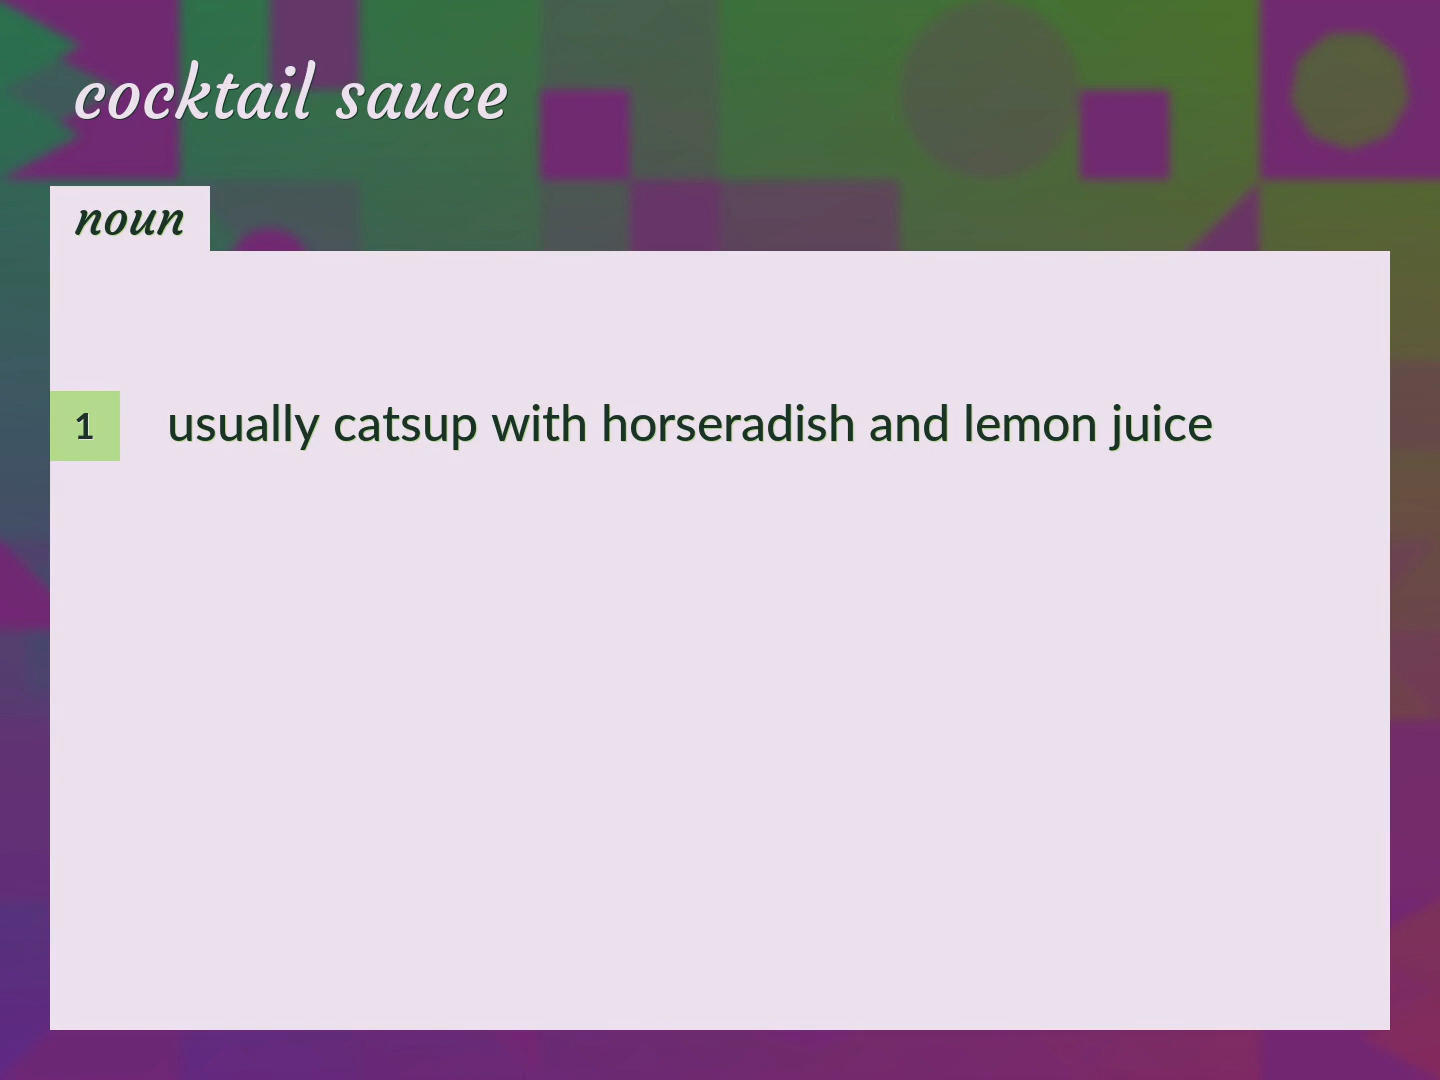 cocktail sauce
noun
1 usually catsup with horseradish and lemon juice